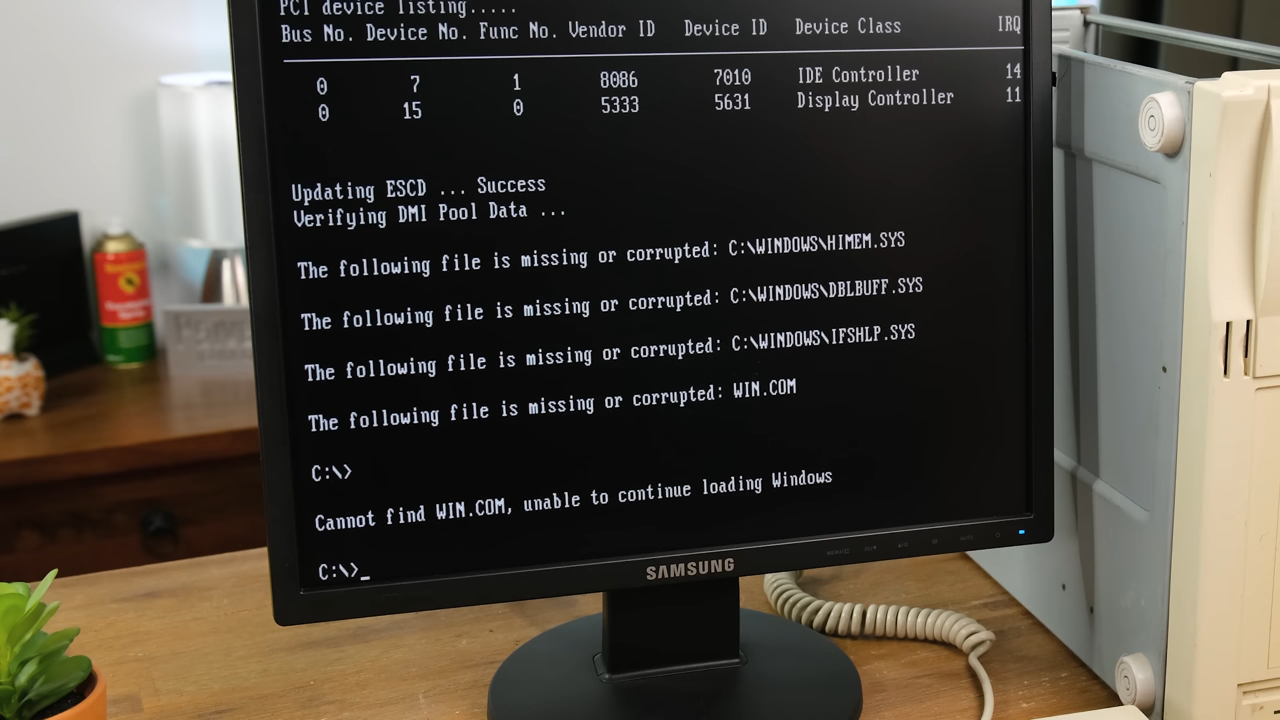 PCI device listing.....
Bus No. Device No. Func No. Vendor ID Device ID Device Class IRQ
0 7 1 8086 7010 IDE Controller 14
0 15 0 5333 5631 Display Controller 11
Updating ESCD ... Success
Verifying DMI Pool Data ...
The following file is missing or corrupted: C:\WINDOWS\HIMEM.SYS
The following file is missing or corrupted: C:\WINDOWS\DBLBUFF.SYS
The following file is missing or corrupted: C:\WINDOWS\IFSHLP.SYS
The following file is missing or corrupted: WIN.COM
C:\>
Cannot find WIN.COM, unable to continue loading Windows
C:\>_
SAMSUNG